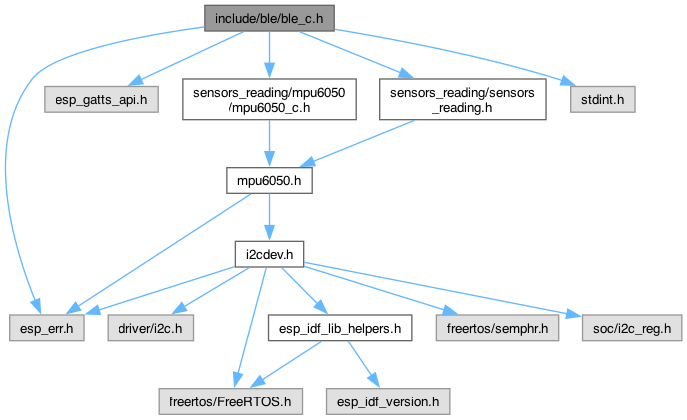 include/ble/ble_c.h
esp_gatts_api.h
sensors_reading/mpu6050
/mpu6050_c.h
sensors_reading/sensors
_reading.h
stdint.h
mpu6050.h
i2cdev.h
esp_err.h
driver/i2c.h
esp_idf_lib_helpers.h
freertos/semphr.h
soc/i2c_reg.h
freertos/FreeRTOS.h
esp_idf_version.h